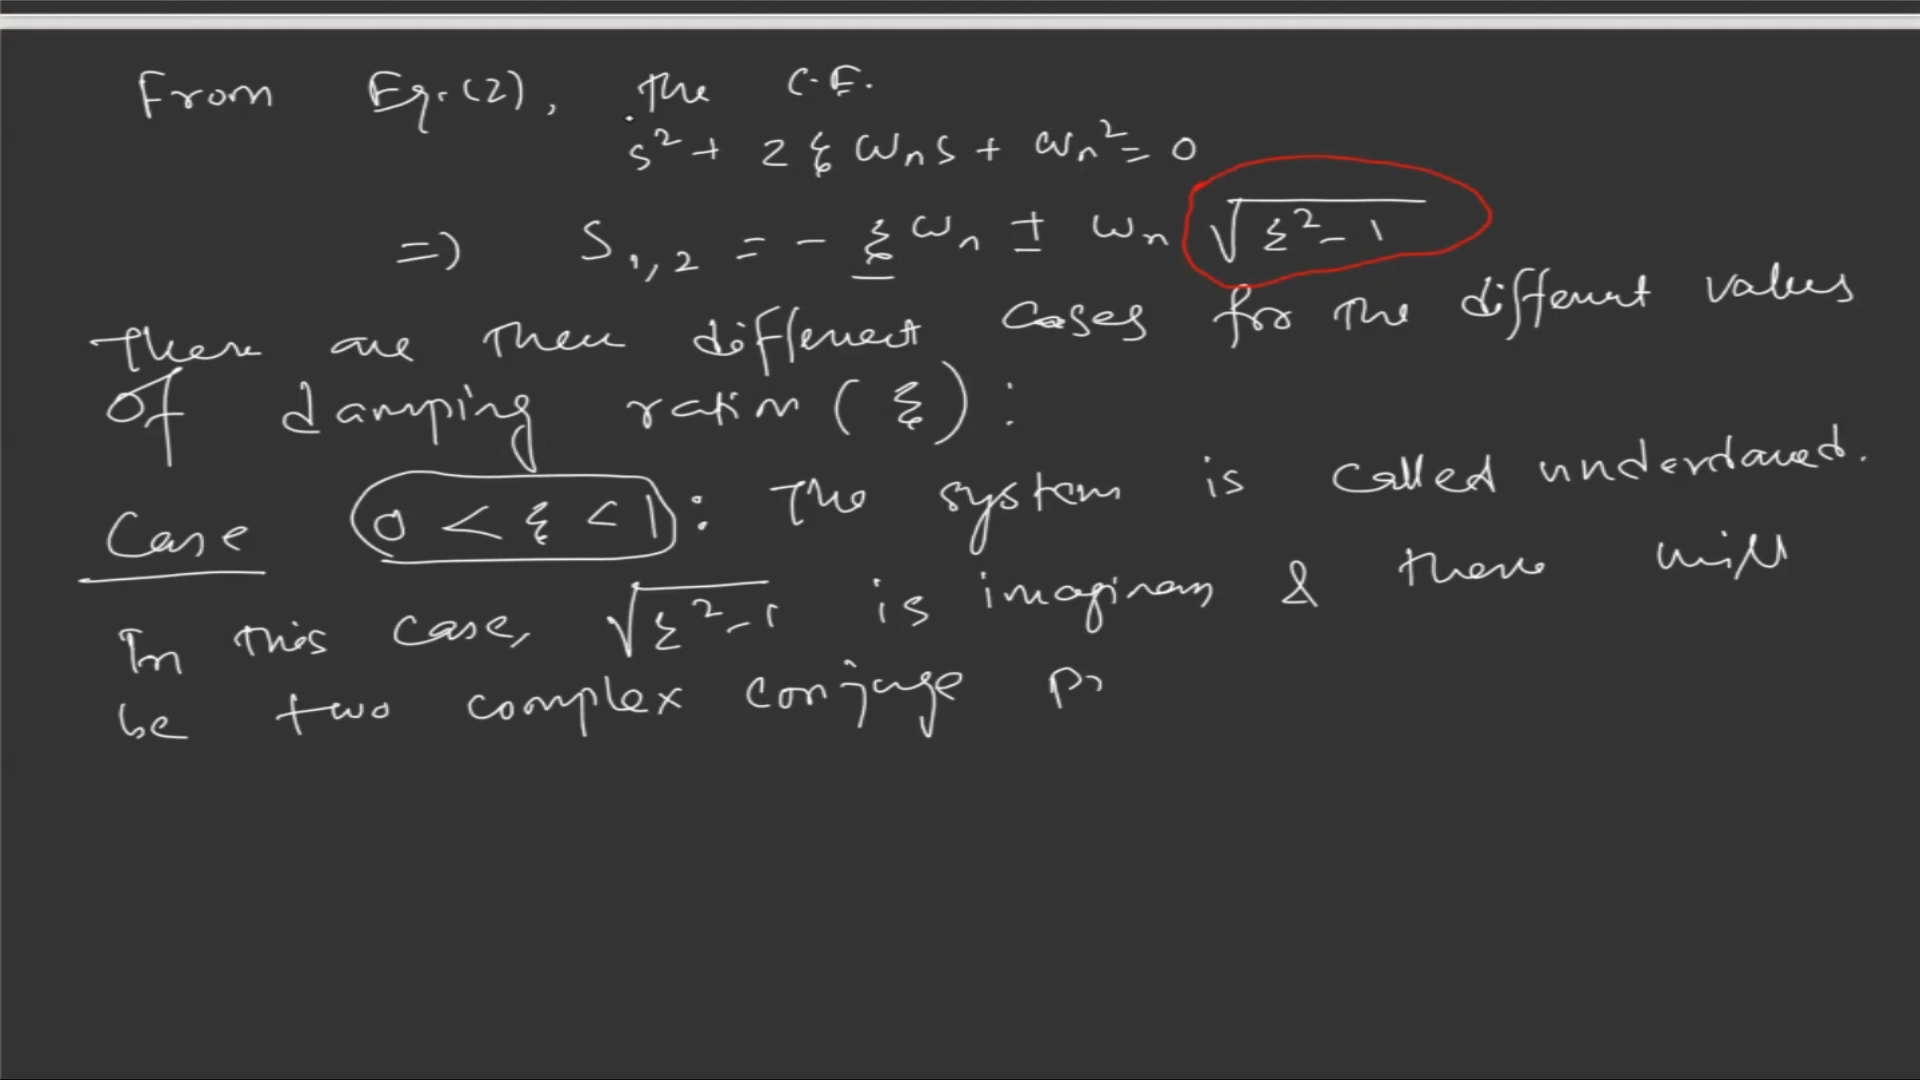 From Eq.(2), the C.E.
s² + 2ξωₙs + ωₙ² = 0
=> S₁,₂ = - ξωₙ ± ωₙ √(ξ² - 1)
There are three different cases for the different values
of damping ratio (ξ) :
Case 0 < ξ < 1 : The system is called underdamed.
In this case, √(ξ² - 1) is imaginary & there will
be two complex conjuge